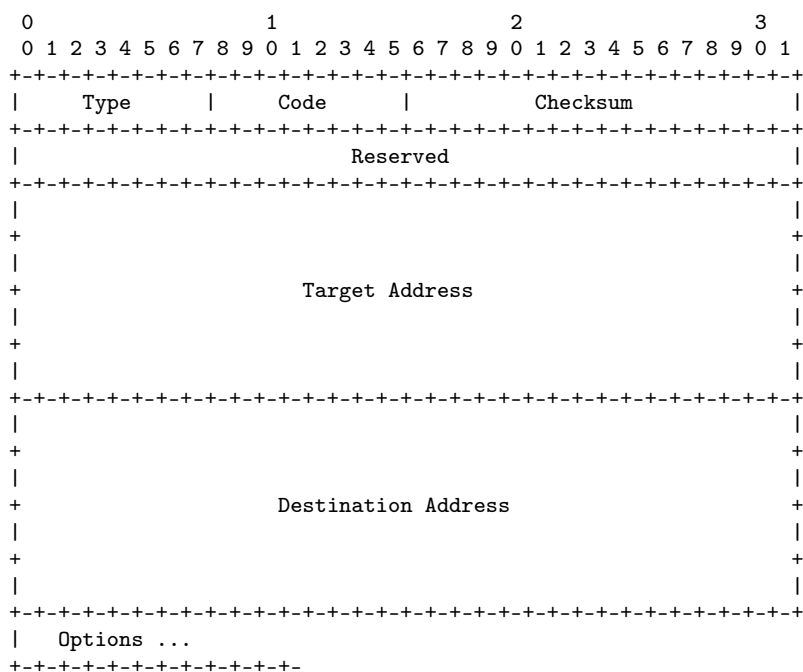 0                   1                   2                   3
0 1 2 3 4 5 6 7 8 9 0 1 2 3 4 5 6 7 8 9 0 1 2 3 4 5 6 7 8 9 0 1
+-+-+-+-+-+-+-+-+-+-+-+-+-+-+-+-+-+-+-+-+-+-+-+-+-+-+-+-+-+-+-+-+
|     Type      |     Code      |          Checksum             |
+-+-+-+-+-+-+-+-+-+-+-+-+-+-+-+-+-+-+-+-+-+-+-+-+-+-+-+-+-+-+-+-+
|                           Reserved                            |
+-+-+-+-+-+-+-+-+-+-+-+-+-+-+-+-+-+-+-+-+-+-+-+-+-+-+-+-+-+-+-+-+
|                                                               |
+                                                               +
|                                                               |
+                       Target Address                          +
|                                                               |
+                                                               +
|                                                               |
+-+-+-+-+-+-+-+-+-+-+-+-+-+-+-+-+-+-+-+-+-+-+-+-+-+-+-+-+-+-+-+-+
|                                                               |
+                                                               +
|                                                               |
+                     Destination Address                       +
|                                                               |
+                                                               +
|                                                               |
+-+-+-+-+-+-+-+-+-+-+-+-+-+-+-+-+-+-+-+-+-+-+-+-+-+-+-+-+-+-+-+-+
|   Options ...
+-+-+-+-+-+-+-+-+-+-+-+-